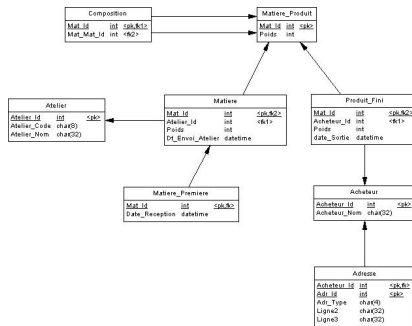 Composition
Mat_Id int <pk,fk1>
Mat_Mat_Id int <fk2>
Matiere_Produit
Mat_Id int <pk>
Poids int
Atelier
Atelier_Id int <pk>
Atelier_Code char(8)
Atelier_Nom char(32)
Matiere
Mat_Id int <pk,fk2>
Atelier_Id int <fk1>
Poids int
Dt_Envoi_Atelier datetime
Produit_Fini
Mat_Id int <pk,fk2>
Acheteur_Id int <fk1>
Poids int
date_Sortie datetime
Matiere_Premiere
Mat_Id int <pk,fk>
Date_Reception datetime
Acheteur
Acheteur_Id int <pk>
Acheteur_Nom char(32)
Adresse
Acheteur_Id int <pk,fk>
Adr_Id int <pk>
Adr_Type char(4)
Ligne2 char(32)
Ligne3 char(32)